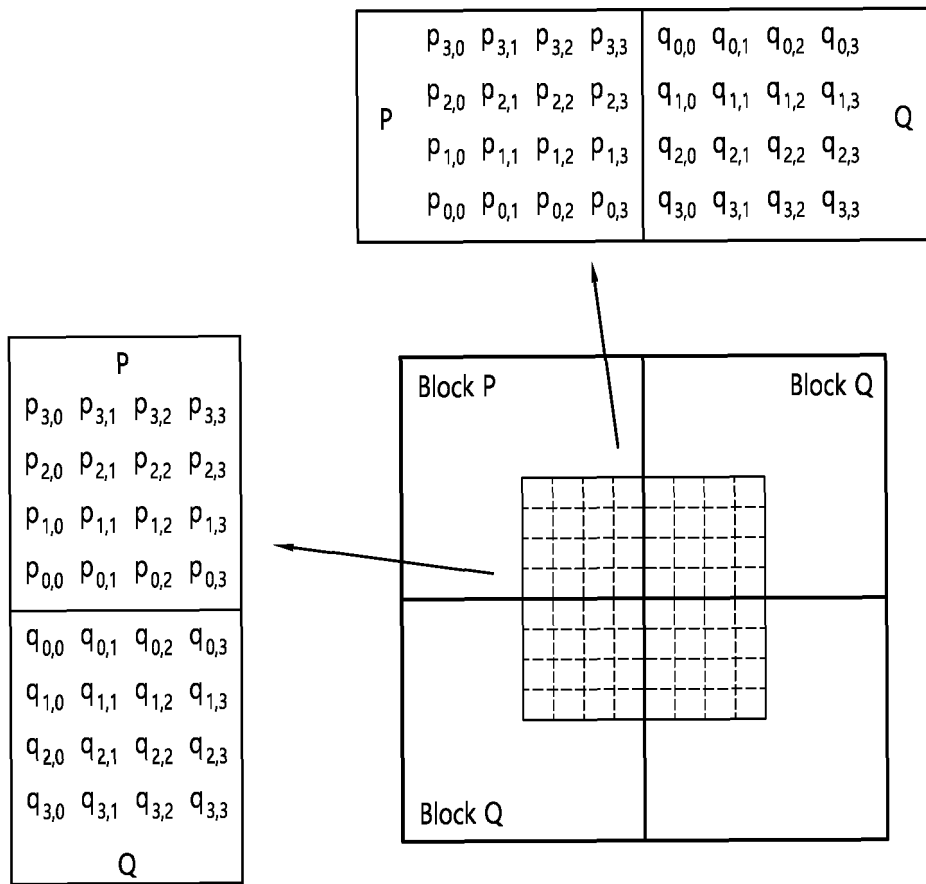 p3,0 p3,1 p3,2 p3,3 q0,0 q0,1 q0,2 q0,3
p2,0 p2,1 p2,2 p2,3 q1,0 q1,1 q1,2 q1,3
P Q
p1,0 p1,1 p1,2 p1,3 q2,0 q2,1 q2,2 q2,3
p0,0 p0,1 p0,2 p0,3 q3,0 q3,1 q3,2 q3,3
P
p3,0 p3,1 p3,2 p3,3
p2,0 p2,1 p2,2 p2,3
p1,0 p1,1 p1,2 p1,3
p0,0 p0,1 p0,2 p0,3
q0,0 q0,1 q0,2 q0,3
q1,0 q1,1 q1,2 q1,3
q2,0 q2,1 q2,2 q2,3
q3,0 q3,1 q3,2 q3,3
Q
Block P Block Q
Block Q